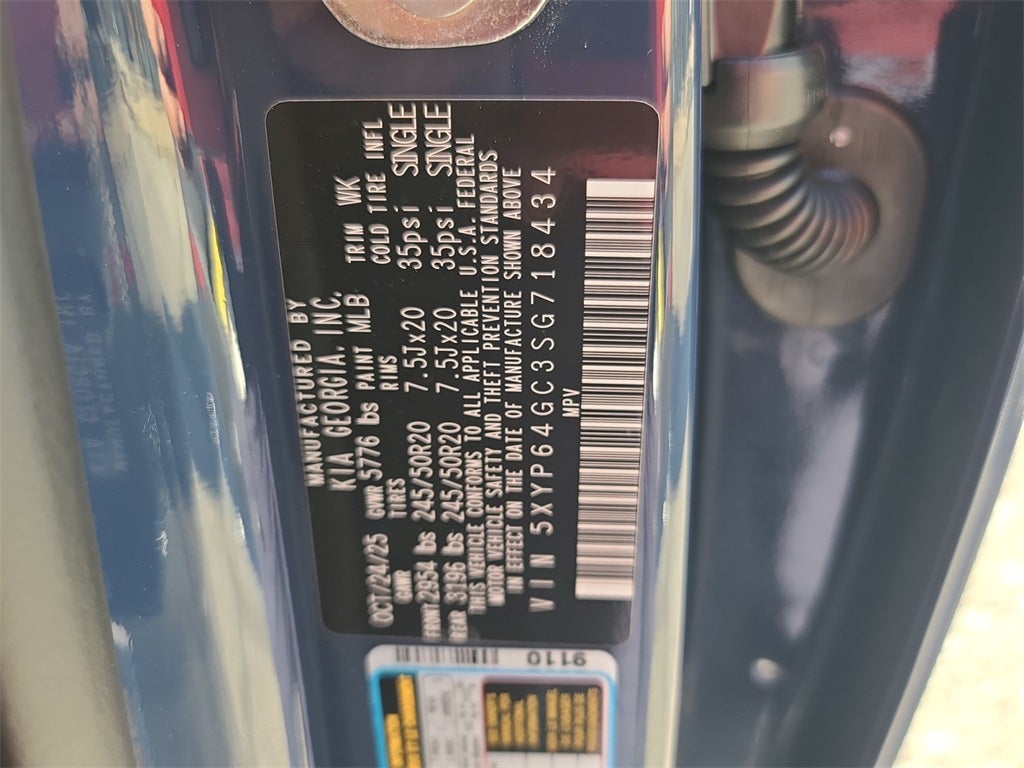 MANUFACTURED BY
KIA GEORGIA, INC.
OCT/24/25 GVWR 5776 lbs PAINT MLB TRIM WK
GAWR TIRES RIMS COLD TIRE INFL
FRONT 2954 lbs 245/50R20 7.5Jx20 35psi SINGLE
REAR 3196 lbs 245/50R20 7.5Jx20 35psi SINGLE
THIS VEHICLE CONFORMS TO ALL APPLICABLE U.S.A. FEDERAL
MOTOR VEHICLE SAFETY AND THEFT PREVENTION STANDARDS
IN EFFECT ON THE DATE OF MANUFACTURE SHOWN ABOVE
VIN 5XYP64GC3SG718434
MPV
9110